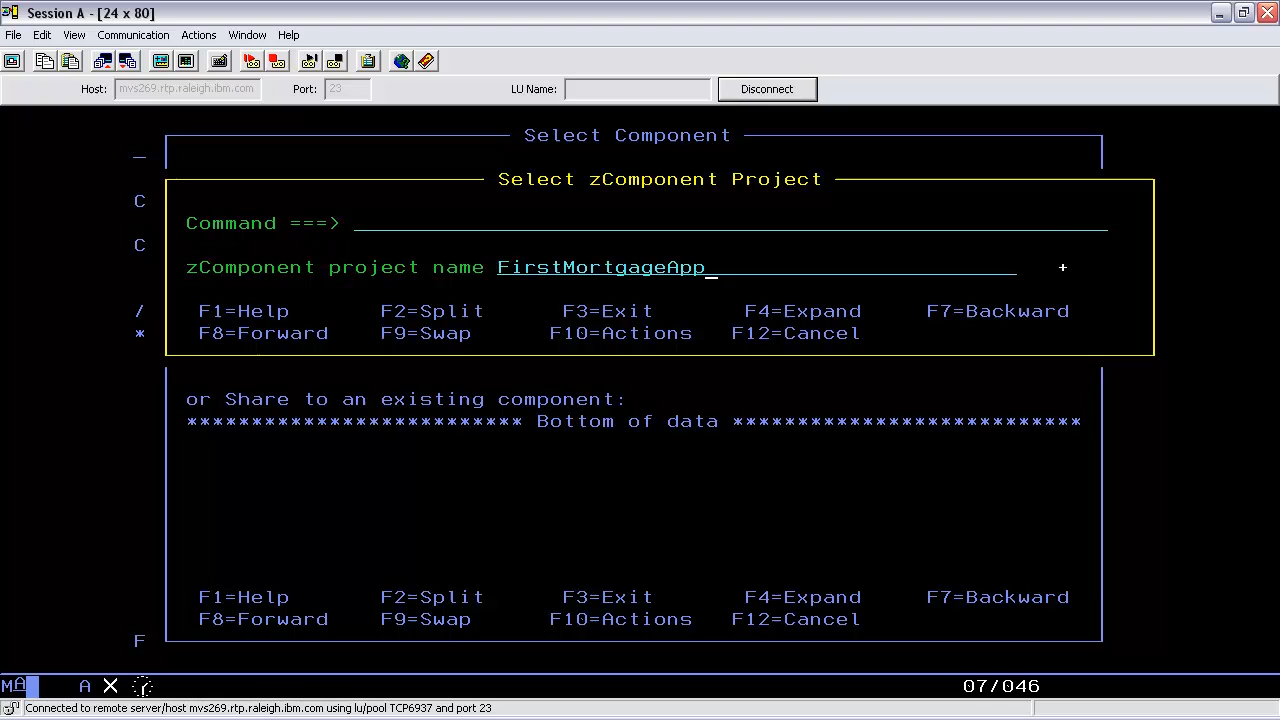 Session A - [24 x 80]
File Edit View Communication Actions Window Help
Host: mvs269.rtp.raleigh.ibm.com Port: 23 LU Name: Disconnect
Select Component
_
Select zComponent Project
C
Command ===>
C
zComponent project name FirstMortgageApp +
/ F1=Help F2=Split F3=Exit F4=Expand F7=Backward
* F8=Forward F9=Swap F10=Actions F12=Cancel
or Share to an existing component:
************************** Bottom of data ***************************
F1=Help F2=Split F3=Exit F4=Expand F7=Backward
F8=Forward F9=Swap F10=Actions F12=Cancel
F
MA A X 07/046
Connected to remote server/host mvs269.rtp.raleigh.ibm.com using lu/pool TCP6937 and port 23